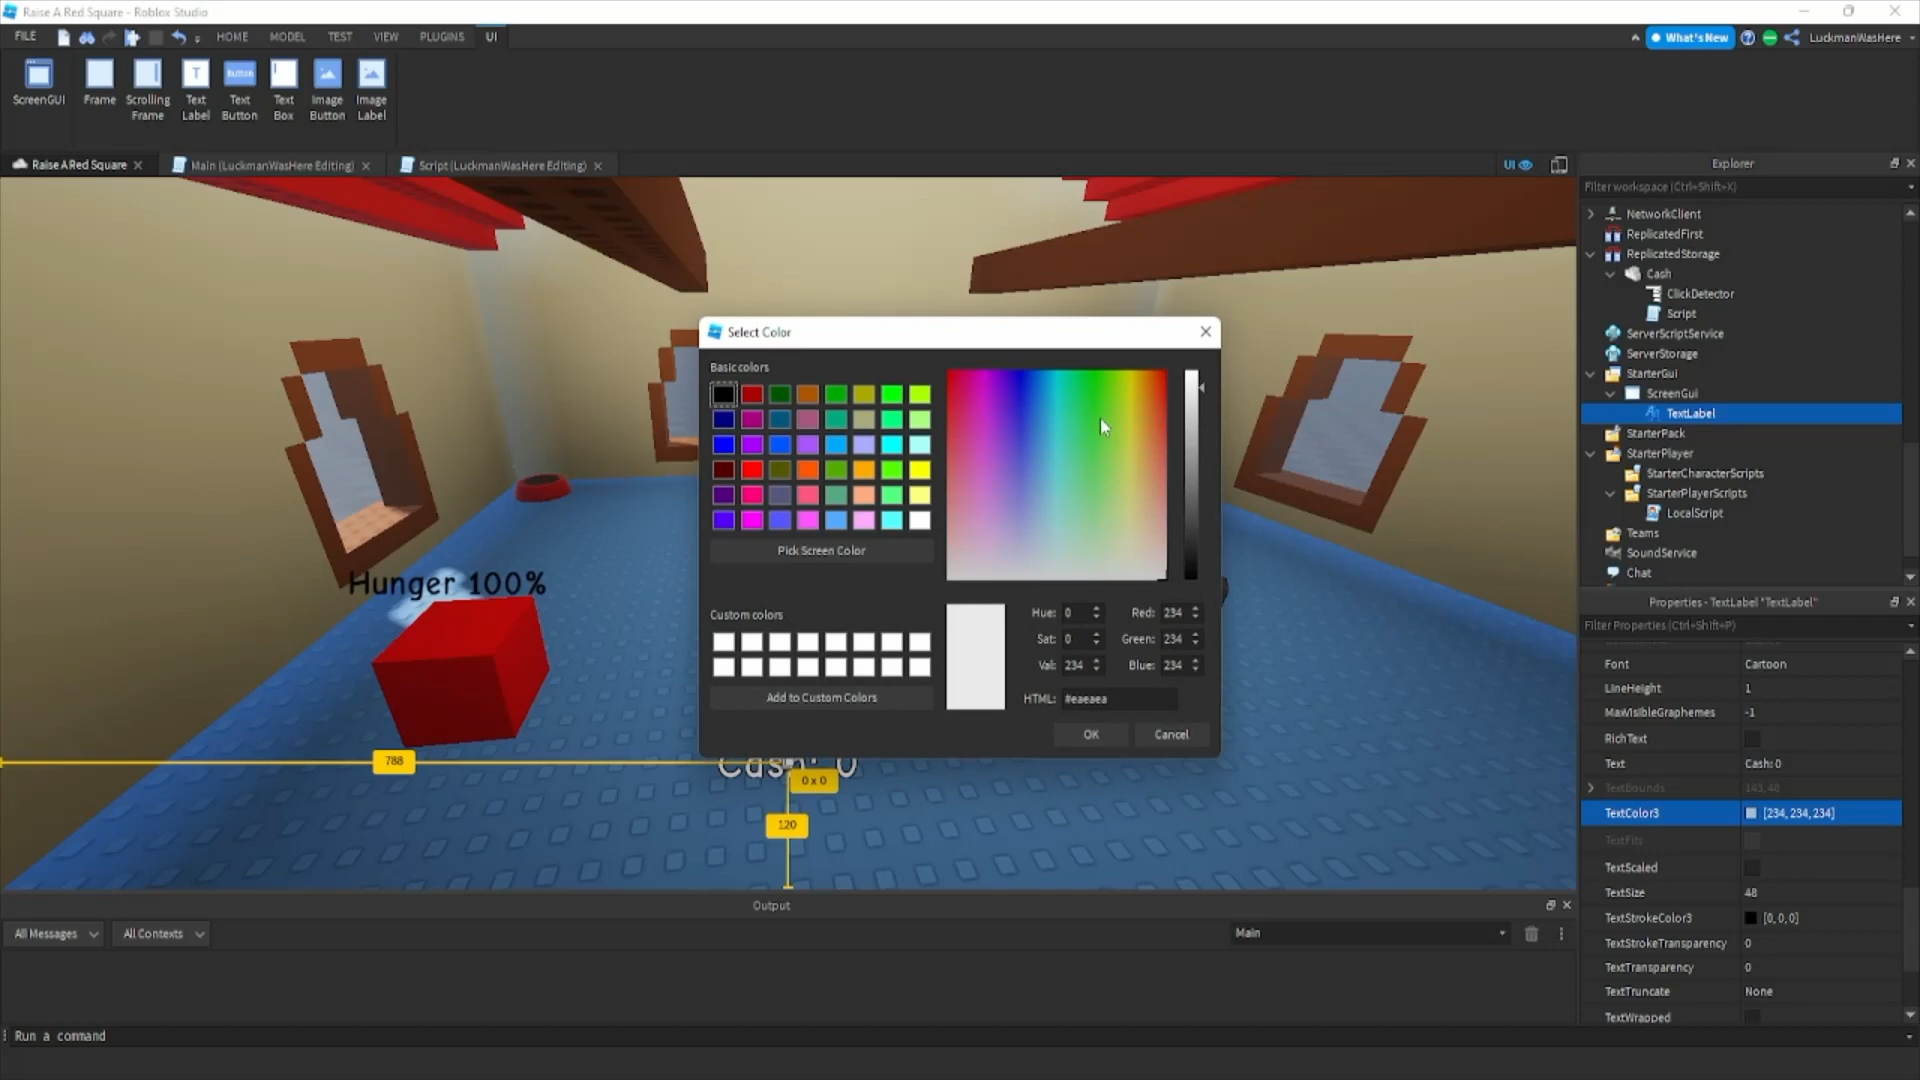 Raise A Red Square - Roblox Studio
FILE HOME MODEL TEST VIEW PLUGINS UI What's New LuckmanWasHere
ScreenGUI Frame Scrolling Frame Text Label Text Button Text Box Image Button Image Label
Button
Raise A Red Square Main (LuckmanWasHere Editing) Script (LuckmanWasHere Editing) UI
Explorer
Filter workspace (Ctrl+Shift+X)
NetworkClient
ReplicatedFirst
ReplicatedStorage
Cash
ClickDetector
Script
ServerScriptService
ServerStorage
StarterGui
ScreenGui
TextLabel
StarterPack
StarterPlayer
StarterCharacterScripts
StarterPlayerScripts
LocalScript
Teams
SoundService
Chat
Select Color
Basic colors
Pick Screen Color
Custom colors
Add to Custom Colors
Hue: 0 Red: 234
Sat: 0 Green: 234
Val: 234 Blue: 234
HTML: #eaeaea
OK Cancel
Hunger 100%
Cash: 0
788
0 x 0
120
Properties - TextLabel "TextLabel"
Filter Properties (Ctrl+Shift+P)
Font Cartoon
LineHeight 1
MaxVisibleGraphemes -1
RichText
Text Cash: 0
TextBounds 143, 48
TextColor3 [234, 234, 234]
TextFits
TextScaled
TextSize 48
TextStrokeColor3 [0, 0, 0]
TextStrokeTransparency 0
TextTransparency 0
TextTruncate None
TextWrapped
Output
All Messages All Contexts Main
Run a command